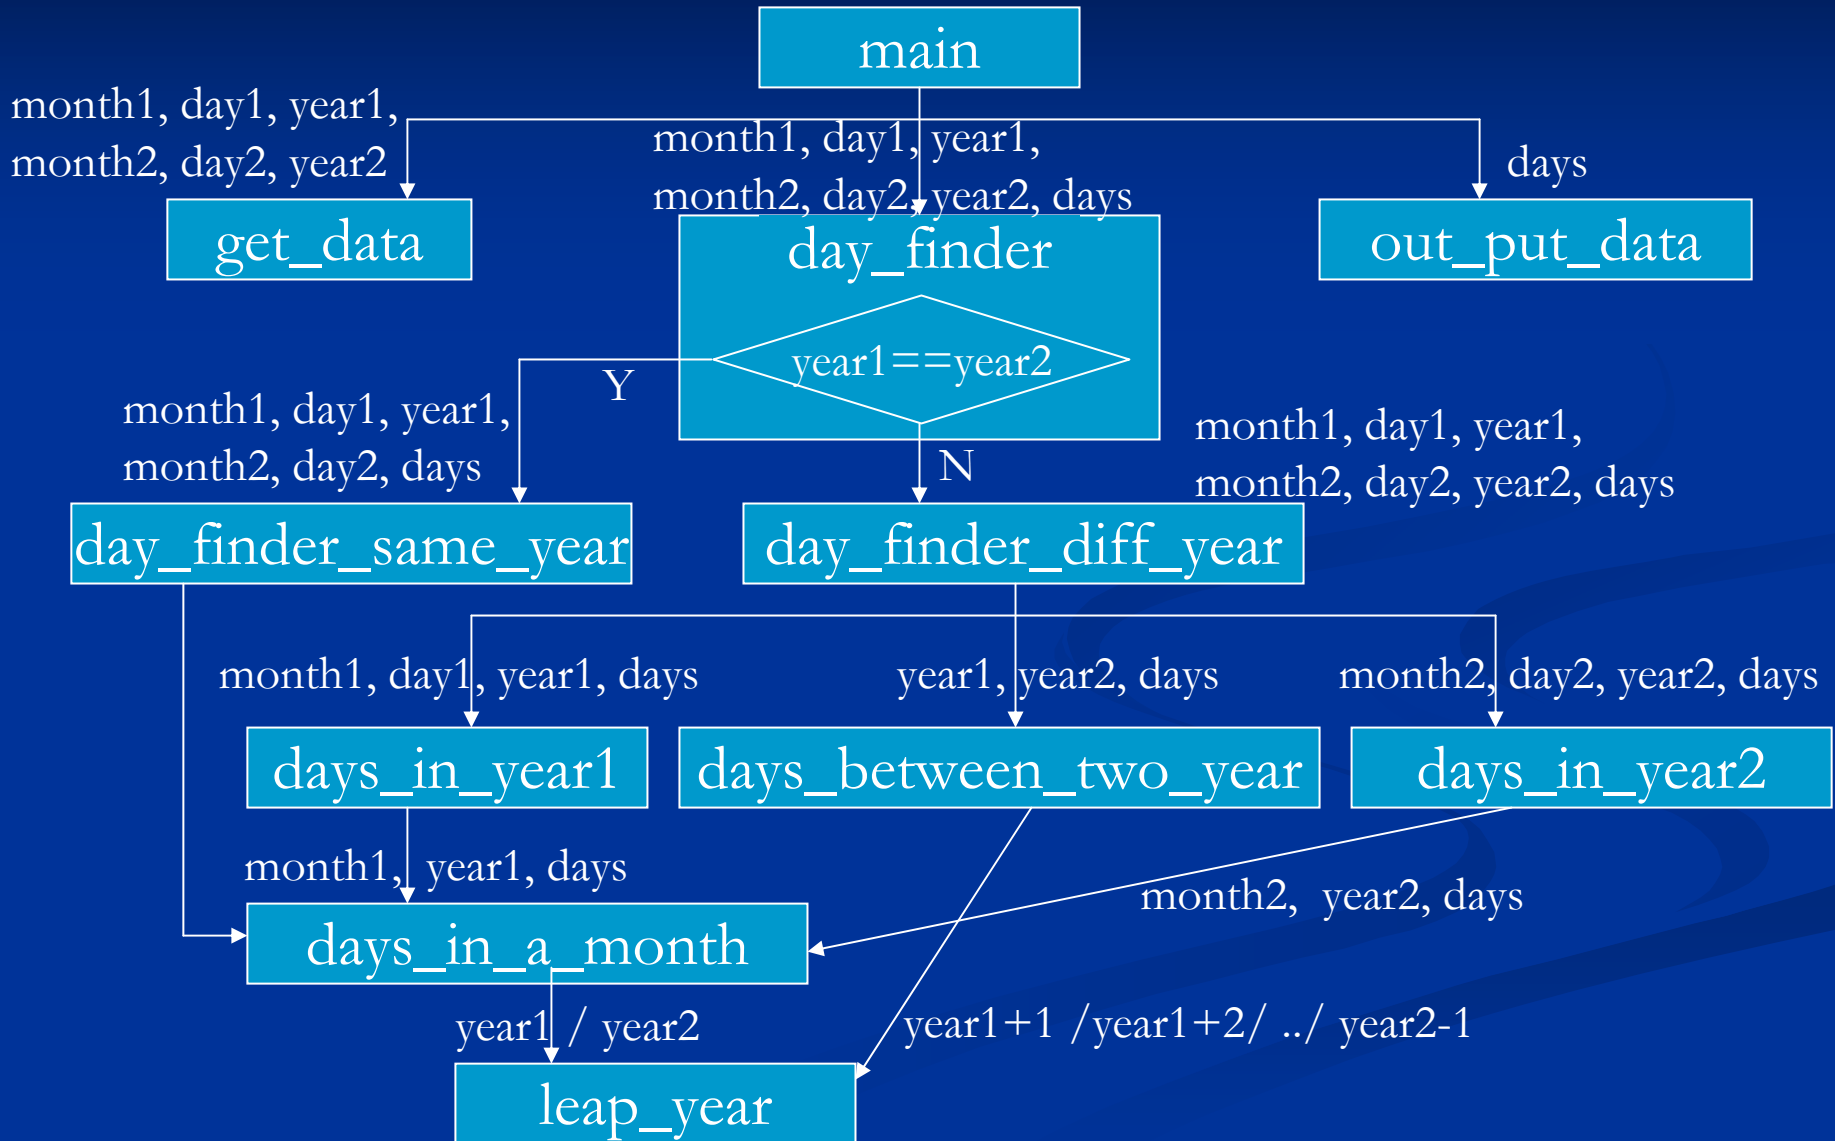 main
month1, day1, year1,
month2, day2, year2
month1, day1, year1,
month2, day2, year2, days
days
get_data
day_finder
out_put_data
year1==year2
Y
N
month1, day1, year1,
month2, day2, days
month1, day1, year1,
month2, day2, year2, days
day_finder_same_year
day_finder_diff_year
month1, day1, year1, days
year1, year2, days
month2, day2, year2, days
days_in_year1
days_between_two_year
days_in_year2
month1, year1, days
month2, year2, days
days_in_a_month
year1 / year2
year1+1 /year1+2/ ../ year2-1
leap_year